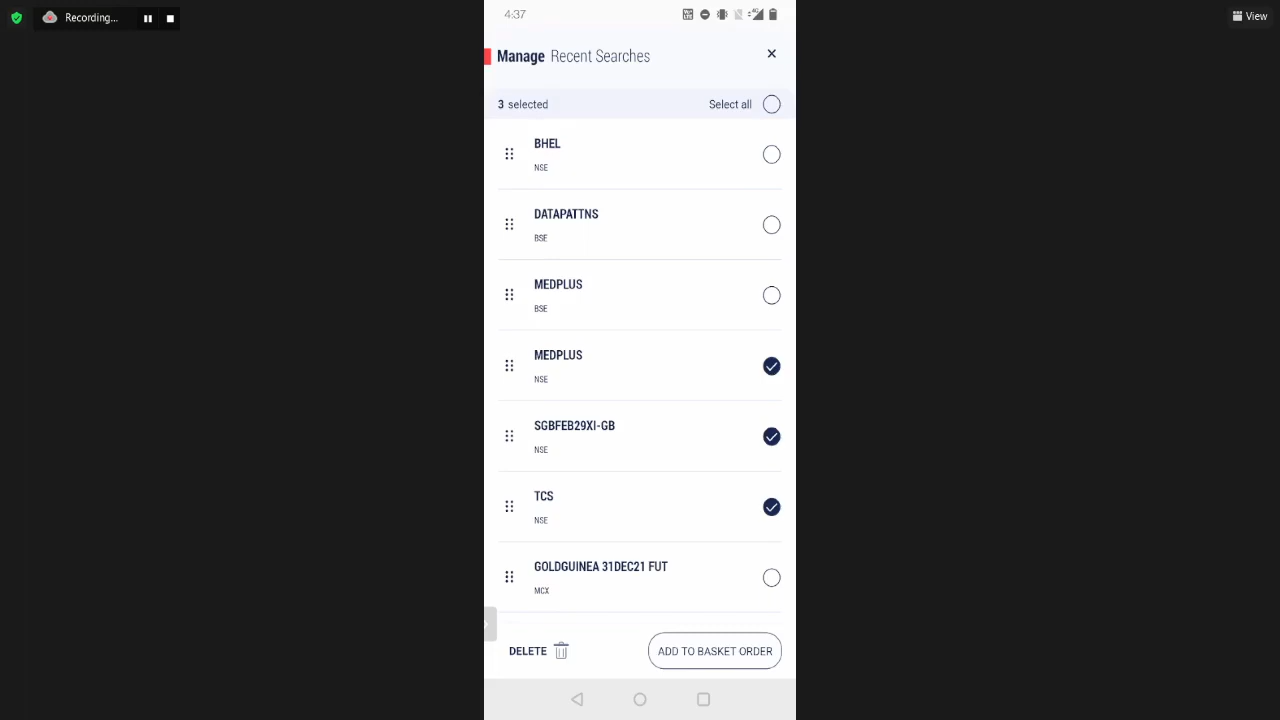 Recording...
View
4:37
Manage Recent Searches
3 selected
Select all
BHEL
NSE
DATAPATTNS
BSE
MEDPLUS
BSE
MEDPLUS
NSE
SGBFEB29XI-GB
NSE
TCS
NSE
GOLDGUINEA 31DEC21 FUT
MCX
DELETE
ADD TO BASKET ORDER